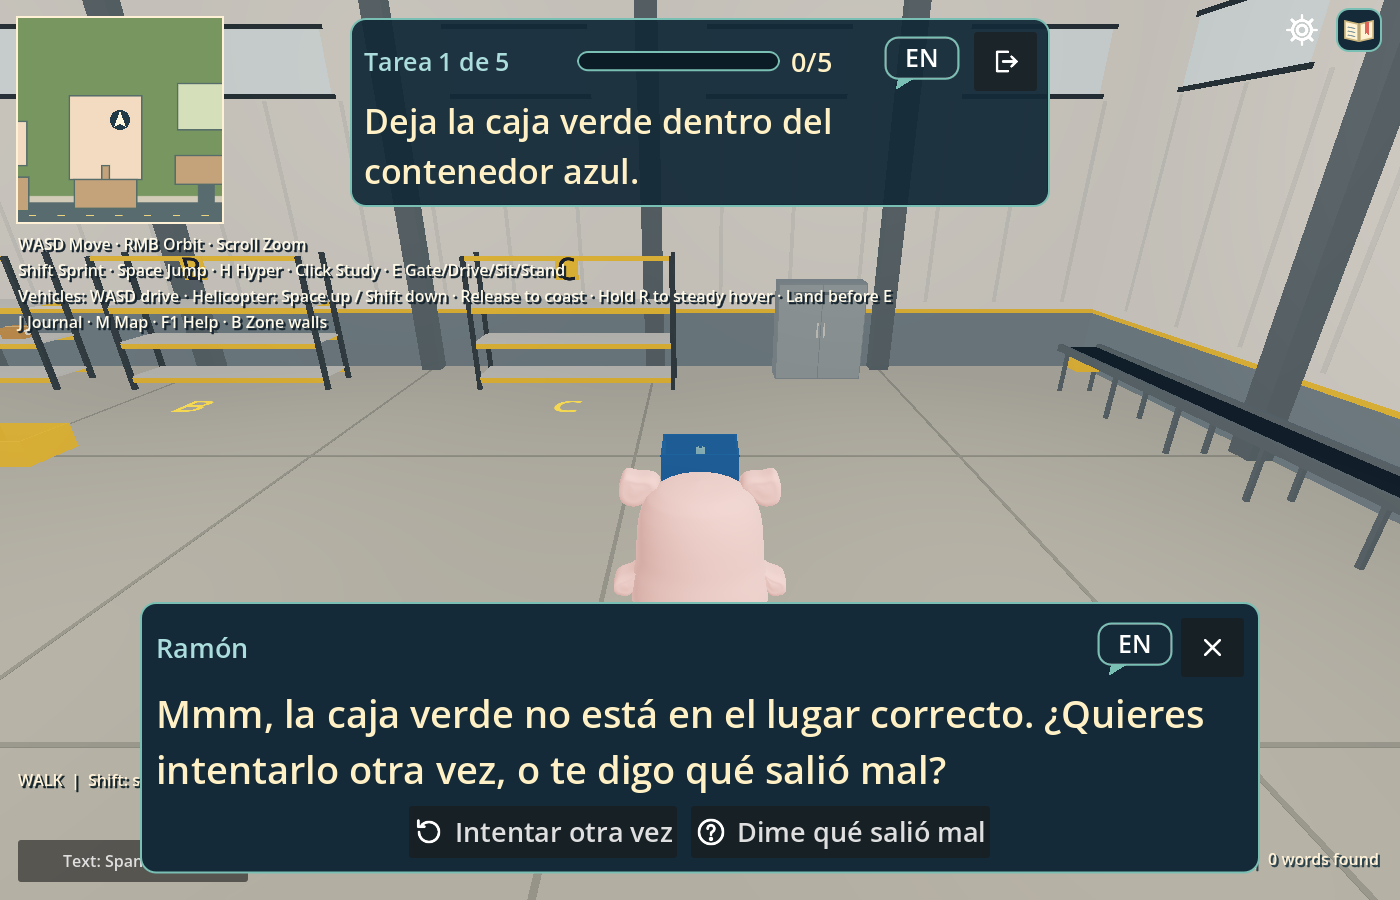 Tarea 1 de 5
0/5
EN
Deja la caja verde dentro del
contenedor azul.
WASD Move · RMB Orbit · Scroll Zoom
Shift Sprint · Space Jump · H Hyper · Click Study · E Gate/Drive/Sit/Stand
Vehicles: WASD drive · Helicopter: Space up / Shift down · Release to coast · Hold R to steady hover · Land before E
J Journal · M Map · F1 Help · B Zone walls
B
C
B
C
Ramón
EN
Mmm, la caja verde no está en el lugar correcto. ¿Quieres
intentarlo otra vez, o te digo qué salió mal?
Intentar otra vez
Dime qué salió mal
WALK | Shift: s
Text: Span
0 words found